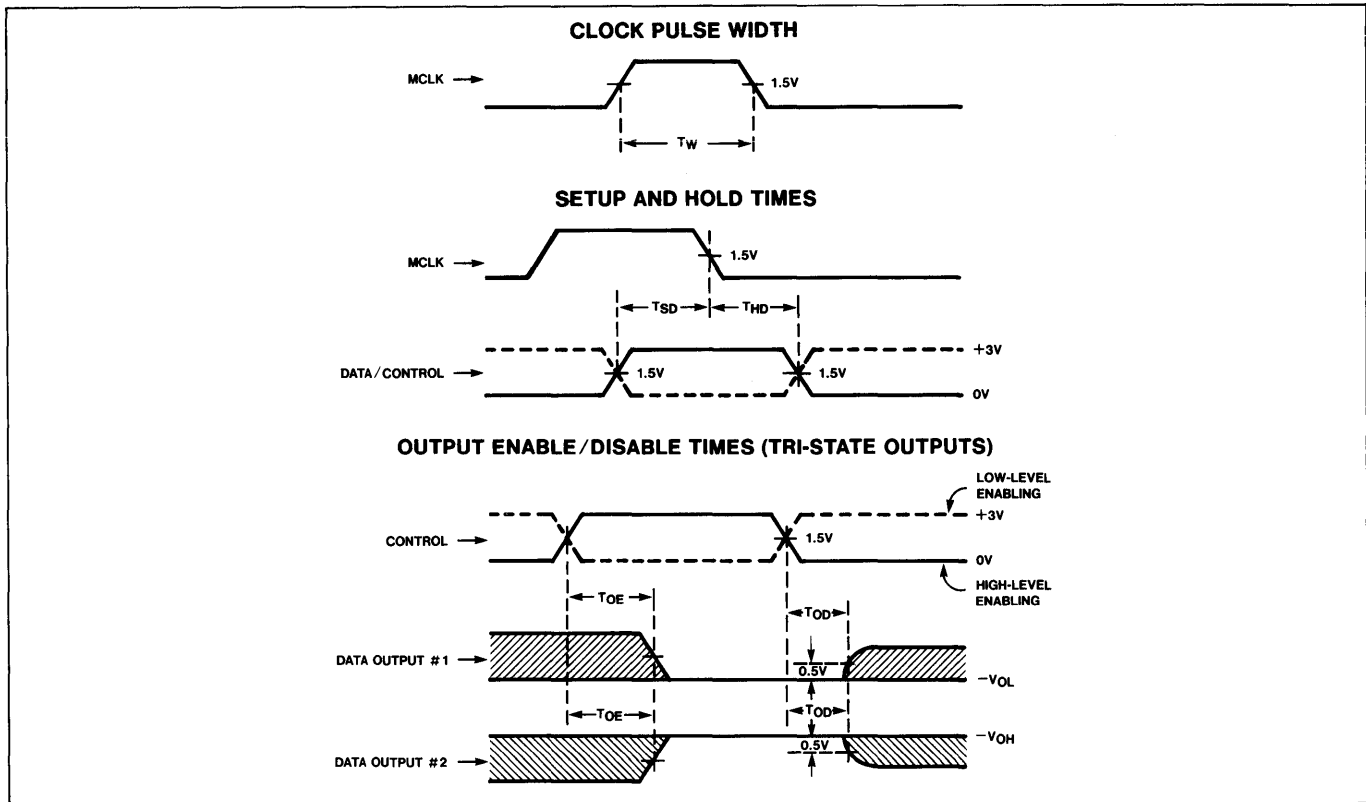 CLOCK PULSE WIDTH
MCLK
1.5V
TW
SETUP AND HOLD TIMES
MCLK
1.5V
TSD
THD
+3V
DATA/CONTROL
1.5V
1.5V
0V
OUTPUT ENABLE/DISABLE TIMES (TRI-STATE OUTPUTS)
LOW-LEVEL
ENABLING
+3V
CONTROL
1.5V
0V
HIGH-LEVEL
ENABLING
TOE
TOD
DATA OUTPUT #1
0.5V
-VOL
TOE
TOD
-VOH
0.5V
DATA OUTPUT #2